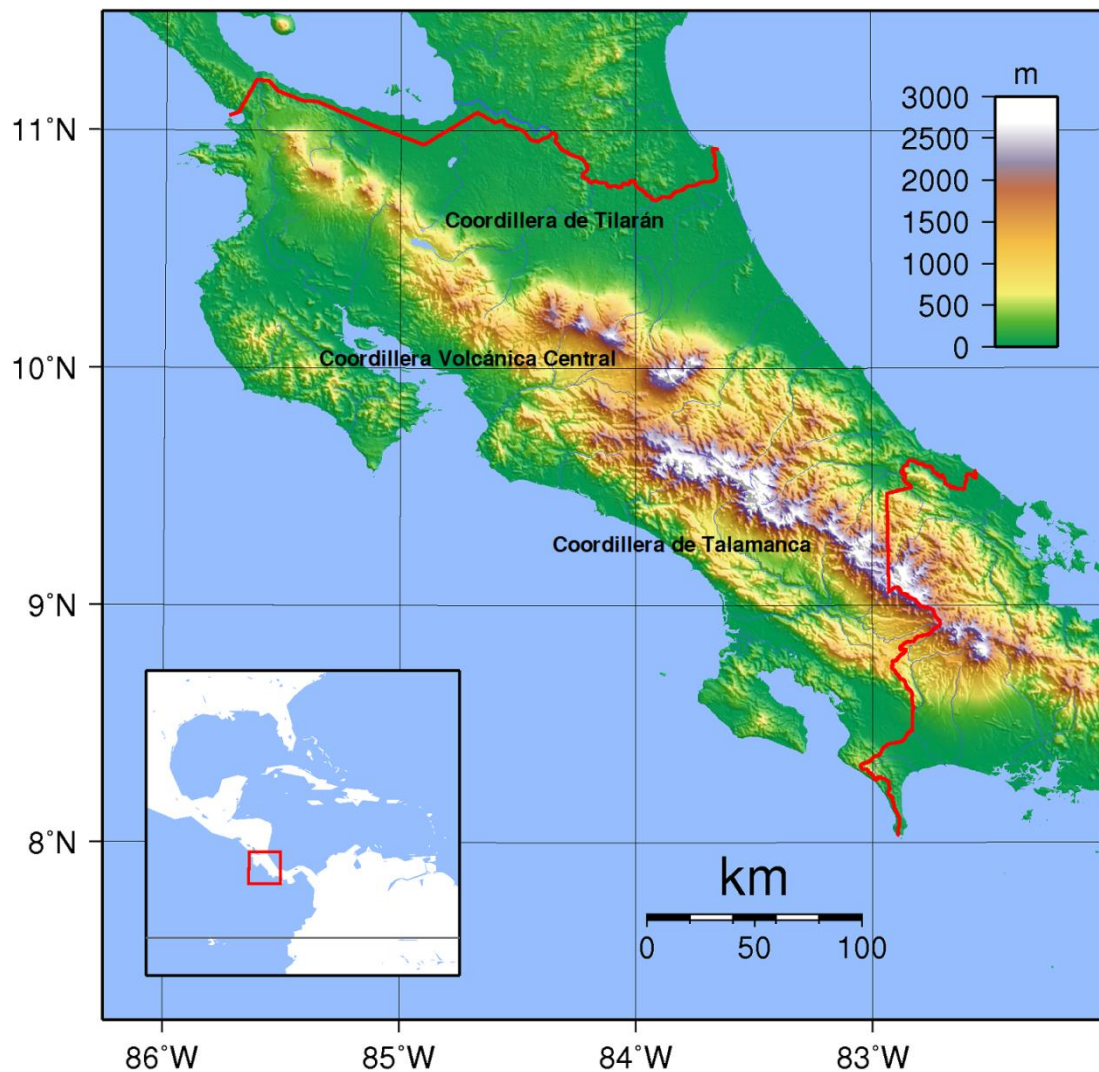 m
3000
2500
2000
1500
1000
500
0
11°N
10°N
9°N
8°N
Coordillera de Tilarán
Coordillera Volcánica Central
Coordillera de Talamanca
km
0 50 100
86°W 85°W 84°W 83°W